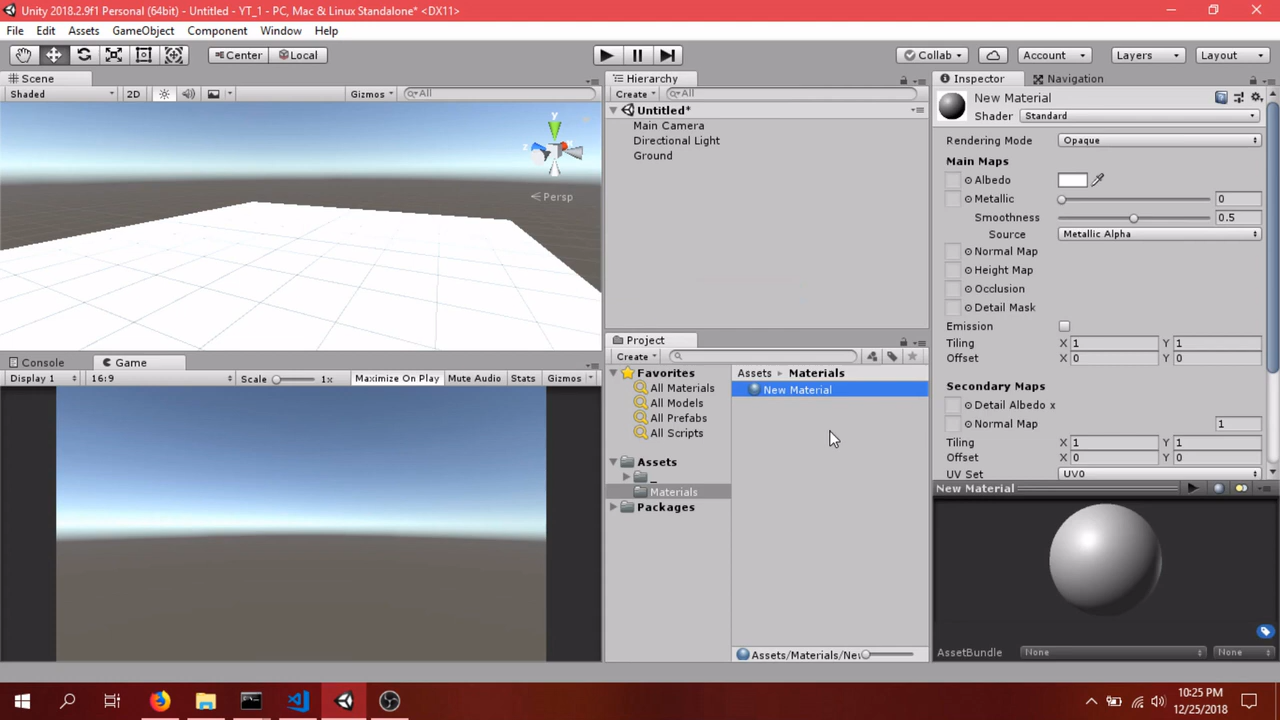 Unity 2018.2.9f1 Personal (64bit) - Untitled - YT_1 - PC, Mac & Linux Standalone* <DX11>
File Edit Assets GameObject Component Window Help
Center Local Collab Account Layers Layout
Scene
Shaded 2D Gizmos All
y
z
Persp
Console Game
Display 1 16:9 Scale 1x Maximize On Play Mute Audio Stats Gizmos
Hierarchy
Create All
Untitled*
Main Camera
Directional Light
Ground
Project
Create
Favorites
All Materials
All Models
All Prefabs
All Scripts
Assets
_
Materials
Packages
Assets Materials
New Material
Assets/Materials/Ne
Inspector Navigation
New Material
Shader Standard
Rendering Mode Opaque
Main Maps
Albedo
Metallic 0
Smoothness 0.5
Source Metallic Alpha
Normal Map
Height Map
Occlusion
Detail Mask
Emission
Tiling X 1 Y 1
Offset X 0 Y 0
Secondary Maps
Detail Albedo x
Normal Map 1
Tiling X 1 Y 1
Offset X 0 Y 0
UV Set UV0
New Material
AssetBundle None None
10:25 PM
12/25/2018